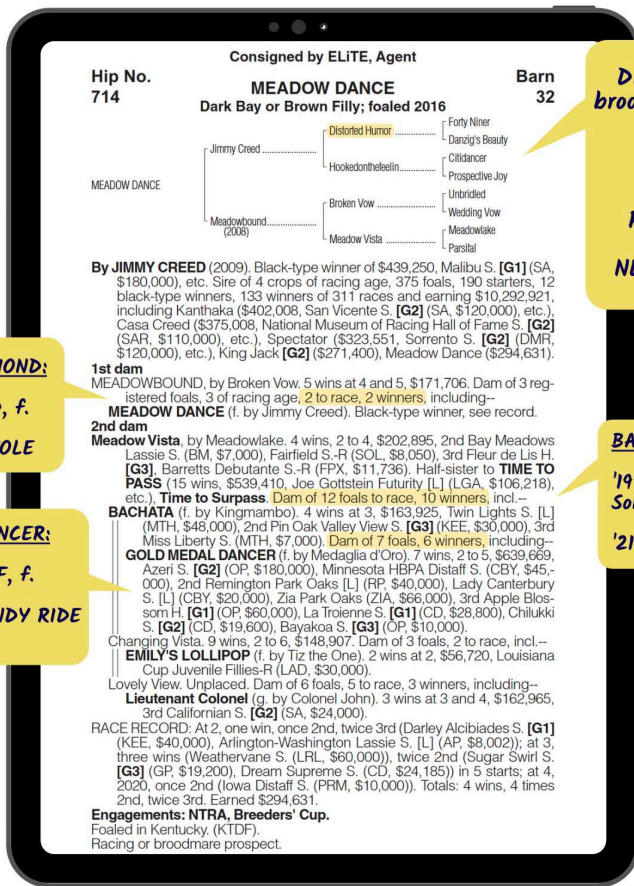 Consigned by ELiTE, Agent
Hip No. Barn
714 MEADOW DANCE 32
Dark Bay or Brown Filly; foaled 2016
Forty Niner
Distorted Humor
Danzig's Beauty
Jimmy Creed
Citidancer
Hookedonthefeelin
Prospective Joy
MEADOW DANCE
Unbridled
Broken Vow
Wedding Vow
Meadowbound
(2008)
Meadowlake
Meadow Vista
Parsital
By JIMMY CREED (2009). Black-type winner of $439,250, Malibu S. [G1] (SA,
$180,000), etc. Sire of 4 crops of racing age, 375 foals, 190 starters, 12
black-type winners, 133 winners of 311 races and earning $10,292,921,
including Kanthaka ($402,008, San Vicente S. [G2] (SA, $120,000), etc.),
Casa Creed ($375,008, National Museum of Racing Hall of Fame S. [G2]
(SAR, $110,000), etc.), Spectator ($323,551, Sorrento S. [G2] (DMR,
$120,000), etc.), King Jack [G2] ($271,400), Meadow Dance ($294,631).
1st dam
MEADOWBOUND, by Broken Vow. 5 wins at 4 and 5, $171,706. Dam of 3 reg-
istered foals, 3 of racing age, 2 to race, 2 winners, including--
MEADOW DANCE (f. by Jimmy Creed). Black-type winner, see record.
2nd dam
Meadow Vista, by Meadowlake. 4 wins, 2 to 4, $202,895, 2nd Bay Meadows
Lassie S. (BM, $7,000), Fairfield S.-R (SOL, $8,050), 3rd Fleur de Lis H.
[G3], Barretts Debutante S.-R (FPX, $11,736). Half-sister to TIME TO
PASS (15 wins, $539,410, Joe Gottstein Futurity [L] (LGA, $106,218),
etc.), Time to Surpass. Dam of 12 foals to race, 10 winners, incl.--
BACHATA (f. by Kingmambo). 4 wins at 3, $163,925, Twin Lights S. [L]
(MTH, $48,000), 2nd Pin Oak Valley View S. [G3] (KEE, $30,000), 3rd
Miss Liberty S. (MTH, $7,000). Dam of 7 foals, 6 winners, including--
GOLD MEDAL DANCER (f. by Medaglia d'Oro). 7 wins, 2 to 5, $639,669,
Azeri S. [G2] (OP, $180,000), Minnesota HBPA Distaff S. (CBY, $45,-
000), 2nd Remington Park Oaks [L] (RP, $40,000), Lady Canterbury
S. [L] (CBY, $20,000), Zia Park Oaks (ZIA, $66,000), 3rd Apple Blos-
som H. [G1] (OP, $60,000), La Troienne S. [G1] (CD, $28,800), Chilukki
S. [G2] (CD, $19,600), Bayakoa S. [G3] (OP, $10,000).
Changing Vista. 9 wins, 2 to 6, $148,907. Dam of 3 foals, 2 to race, incl.--
EMILY'S LOLLIPOP (f. by Tiz the One). 2 wins at 2, $56,720, Louisiana
Cup Juvenile Fillies-R (LAD, $30,000).
Lovely View. Unplaced. Dam of 6 foals, 5 to race, 3 winners, including--
Lieutenant Colonel (g. by Colonel John). 3 wins at 3 and 4, $162,965,
3rd Californian S. [G2] (SA, $24,000).
RACE RECORD: At 2, one win, once 2nd, twice 3rd (Darley Alcibiades S. [G1]
(KEE, $40,000), Arlington-Washington Lassie S. [L] (AP, $8,002)); at 3,
three wins (Weathervane S. (LRL, $60,000)), twice 2nd (Sugar Swirl S.
[G3] (GP, $19,200), Dream Supreme S. (CD, $24,185)) in 5 starts; at 4,
2020, once 2nd (Iowa Distaff S. (PRM, $10,000)). Totals: 4 wins, 4 times
2nd, twice 3rd. Earned $294,631.
Engagements: NTRA, Breeders' Cup.
Foaled in Kentucky. (KTDF).
Racing or broodmare prospect.
MOND:
, f.
OLE
NCER:
F, f.
NDY RIDE
D
brood
NE
BA
'19
So
'21